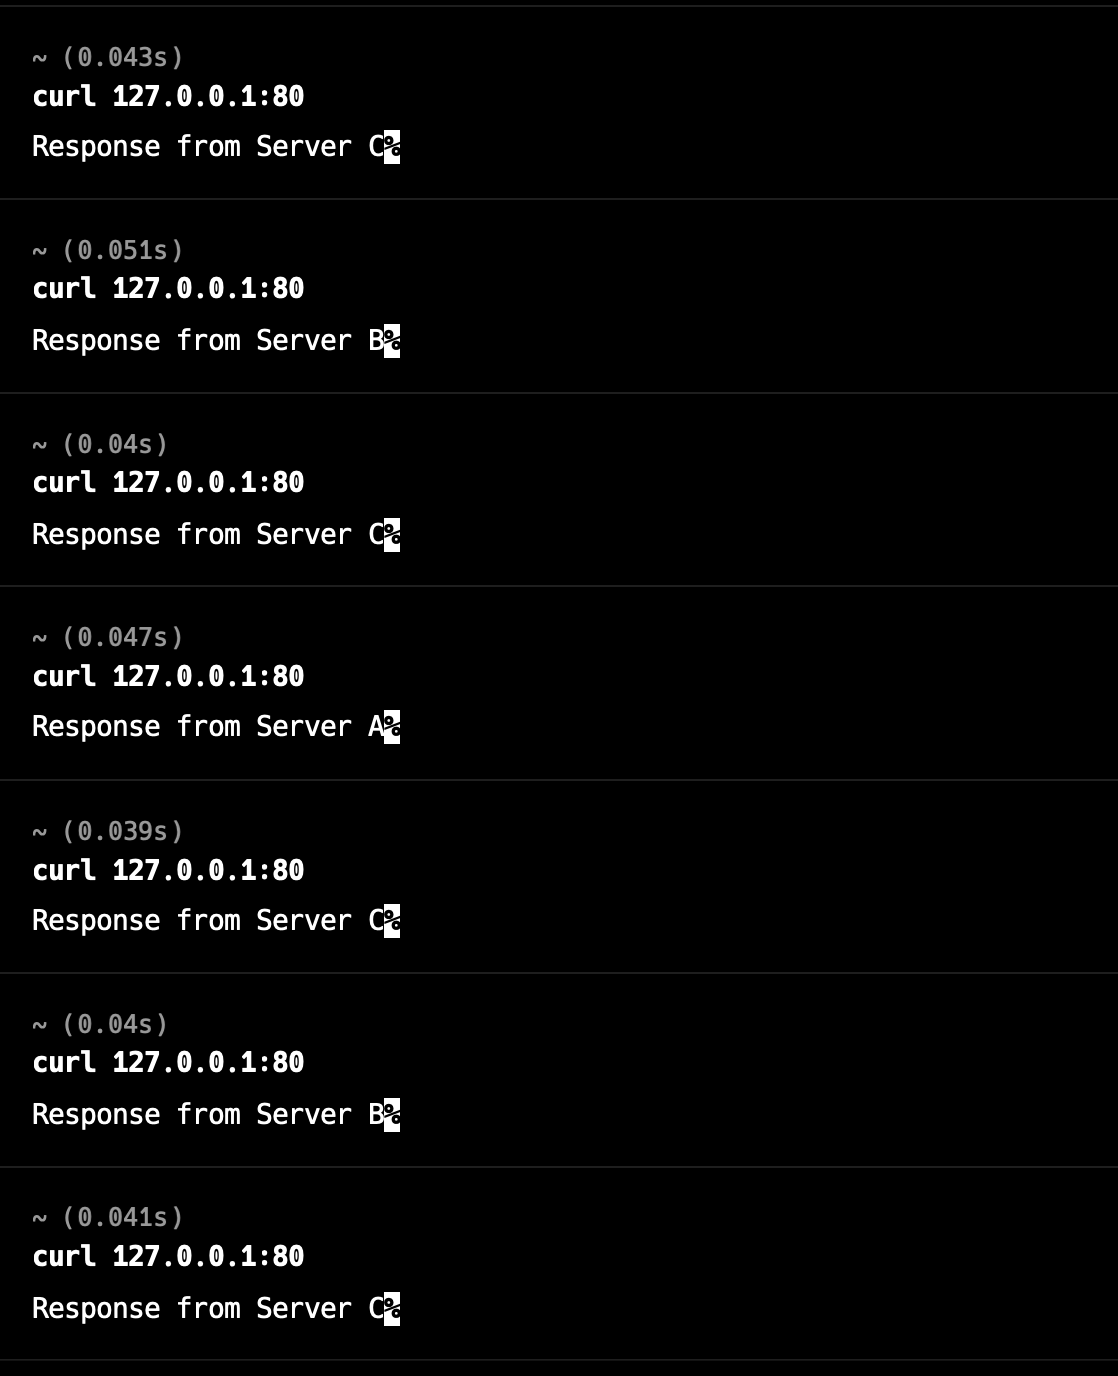 ~ (0.043s)
curl 127.0.0.1:80
Response from Server C%
~ (0.051s)
curl 127.0.0.1:80
Response from Server B%
~ (0.04s)
curl 127.0.0.1:80
Response from Server C%
~ (0.047s)
curl 127.0.0.1:80
Response from Server A%
~ (0.039s)
curl 127.0.0.1:80
Response from Server C%
~ (0.04s)
curl 127.0.0.1:80
Response from Server B%
~ (0.041s)
curl 127.0.0.1:80
Response from Server C%